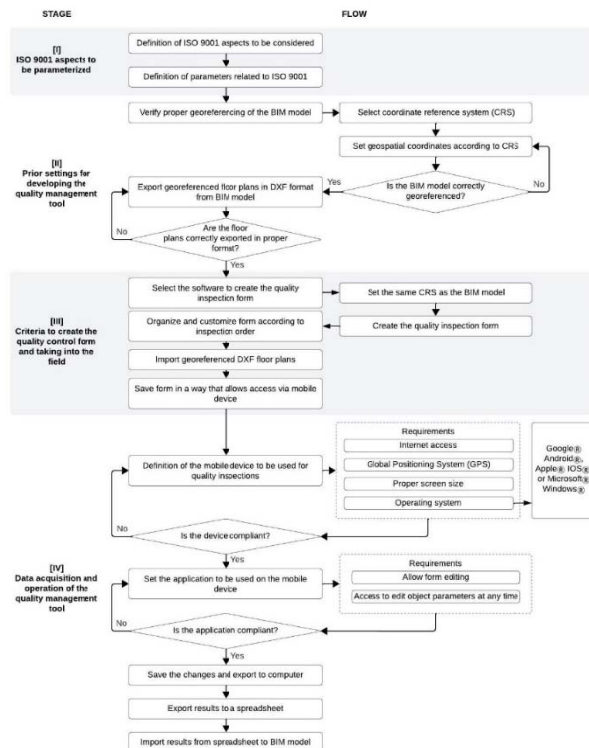 STAGE
FLOW
[I]
ISO 9001 aspects to
be parameterized
Definition of ISO 9001 aspects to be considered
Definition of parameters related to ISO 9001
[II]
Prior settings for
developing the
quality management
tool
Verify proper georeferencing of the BIM model
Select coordinate reference system (CRS)
Set geospatial coordinates according to CRS
Is the BIM model correctly
georeferenced?
Yes
No
Export georeferenced floor plans in DXF format
from BIM model
Are the floor
plans correctly exported in proper
format?
No
Yes
[III]
Criteria to create the
quality control form
and taking into the
field
Select the software to create the quality
inspection form
Set the same CRS as the BIM model
Create the quality inspection form
Organize and customize form according to
inspection order
Import georeferenced DXF floor plans
Save form in a way that allows access via mobile
device
[IV]
Data acquisition and
operation of the
quality management
tool
Definition of the mobile device to be used for
quality inspections
Requirements
Internet access
Global Positioning System (GPS)
Proper screen size
Operating system
Google®
Android®,
Apple® IOS®
or Microsoft®
Windows®
Is the device compliant?
No
Yes
Set the application to be used on the mobile
device
Requirements
Allow form editing
Access to edit object parameters at any time
Is the application compliant?
No
Yes
Save the changes and export to computer
Export results to a spreadsheet
Import results from spreadsheet to BIM model